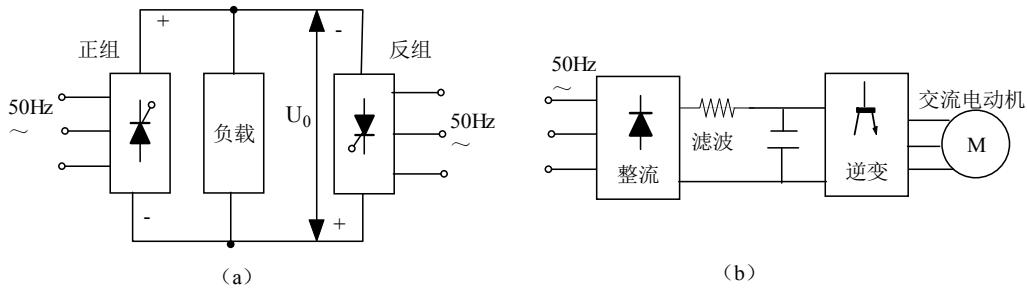 正组
+
-
反组
50Hz
～
负载
U0
50Hz
～
-
+
（a）
50Hz
～
整流
滤波
逆变
交流电动机
M
（b）